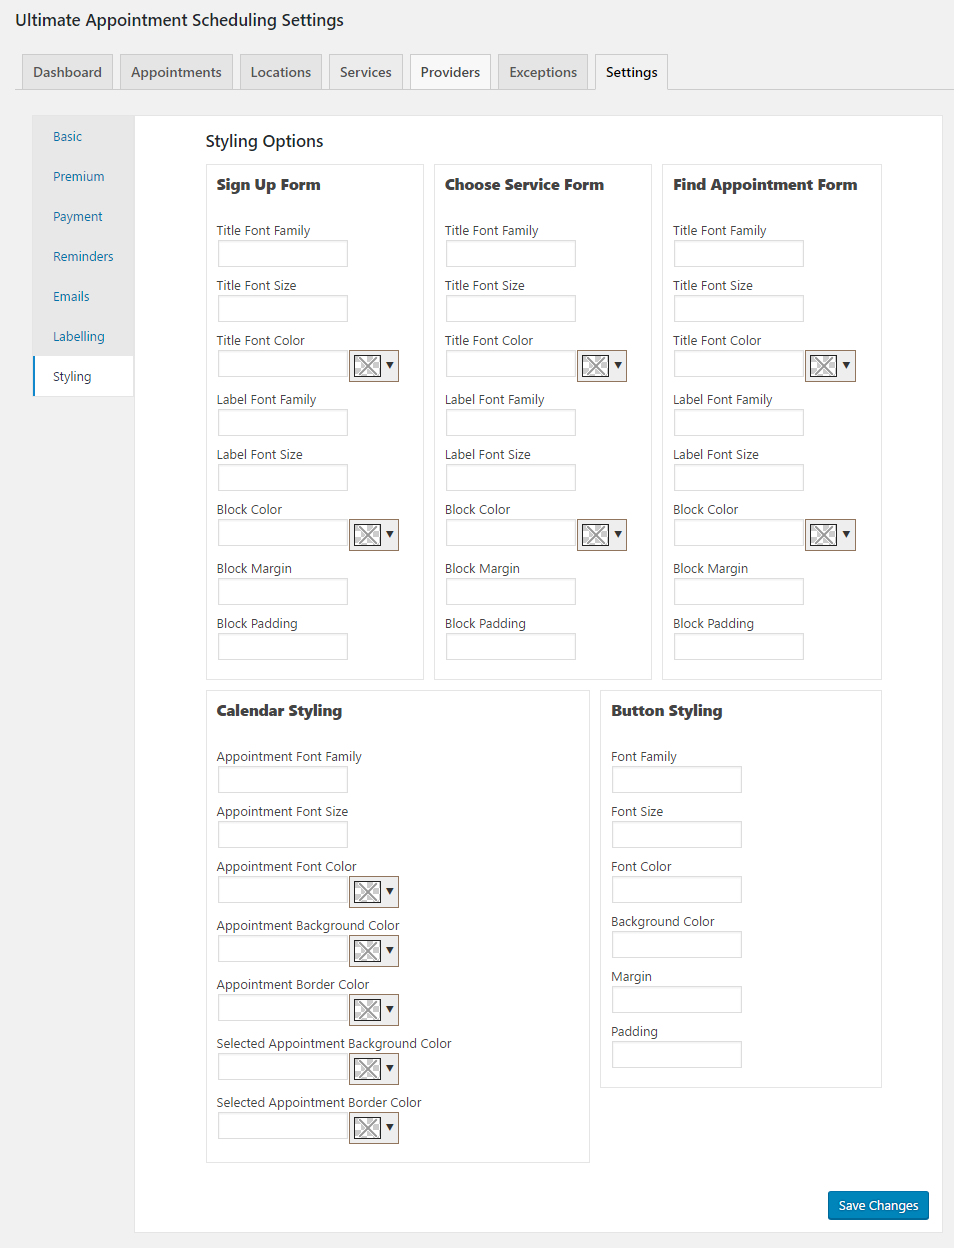 Ultimate Appointment Scheduling Settings
Dashboard Appointments Locations Services Providers Exceptions Settings
Basic
Premium
Payment
Reminders
Emails
Labelling
Styling
Styling Options
Sign Up Form
Title Font Family
Title Font Size
Title Font Color
Label Font Family
Label Font Size
Block Color
Block Margin
Block Padding
Choose Service Form
Title Font Family
Title Font Size
Title Font Color
Label Font Family
Label Font Size
Block Color
Block Margin
Block Padding
Find Appointment Form
Title Font Family
Title Font Size
Title Font Color
Label Font Family
Label Font Size
Block Color
Block Margin
Block Padding
Calendar Styling
Appointment Font Family
Appointment Font Size
Appointment Font Color
Appointment Background Color
Appointment Border Color
Selected Appointment Background Color
Selected Appointment Border Color
Button Styling
Font Family
Font Size
Font Color
Background Color
Margin
Padding
Save Changes